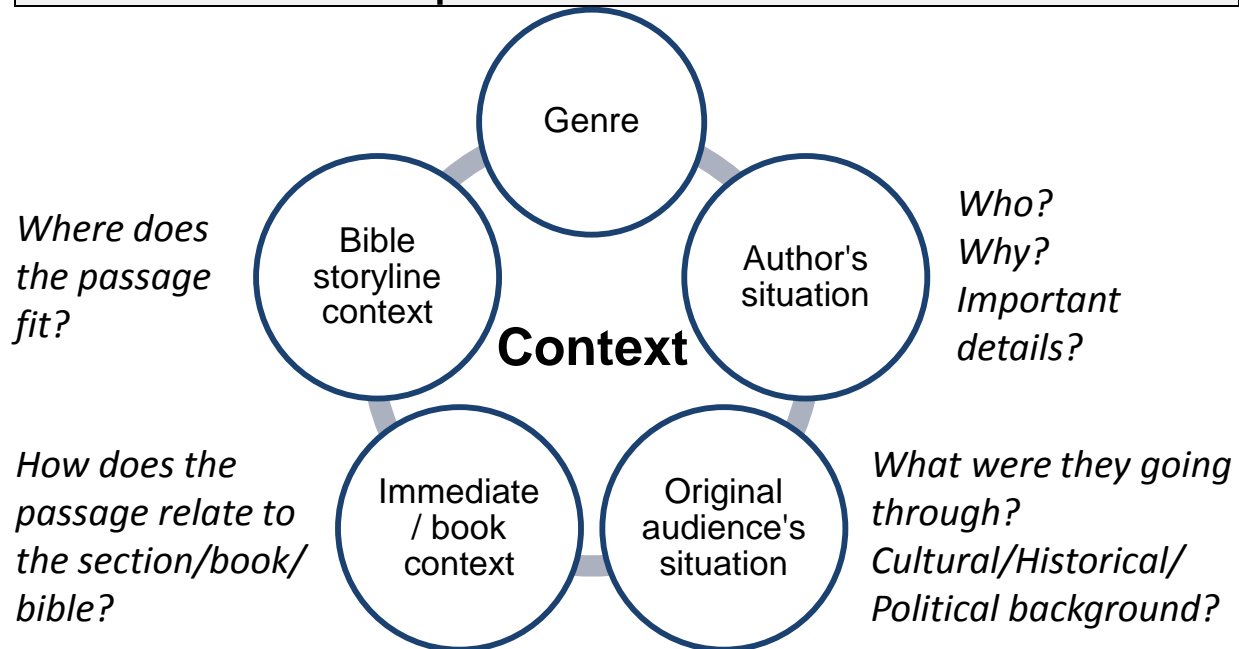 Genre
Where does
the passage
fit?
Bible
storyline
context
Context
Author's
situation
Who?
Why?
Important
details?
How does the
passage relate to
the section/book/
bible?
Immediate
/ book
context
Original
audience's
situation
What were they going
through?
Cultural/Historical/
Political background?